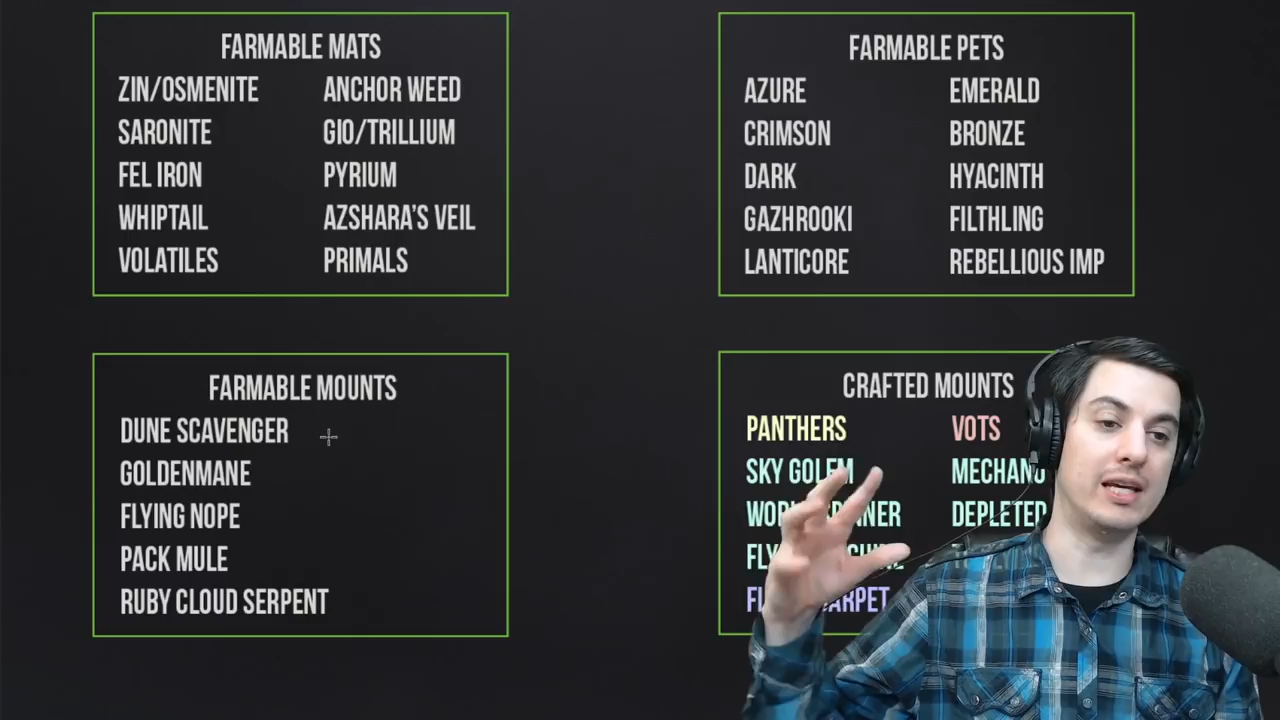 FARMABLE MATS
ZIN/OSMENITE ANCHOR WEED
SARONITE GIO/TRILLIUM
FEL IRON PYRIUM
WHIPTAIL AZSHARA'S VEIL
VOLATILES PRIMALS
FARMABLE PETS
AZURE EMERALD
CRIMSON BRONZE
DARK HYACINTH
GAZHROOKI FILTHLING
LANTICORE REBELLIOUS IMP
FARMABLE MOUNTS
DUNE SCAVENGER
GOLDENMANE
FLYING NOPE
PACK MULE
RUBY CLOUD SERPENT
CRAFTED MOUNTS
PANTHERS VOTS
SKY GOLEM
DEPLETED